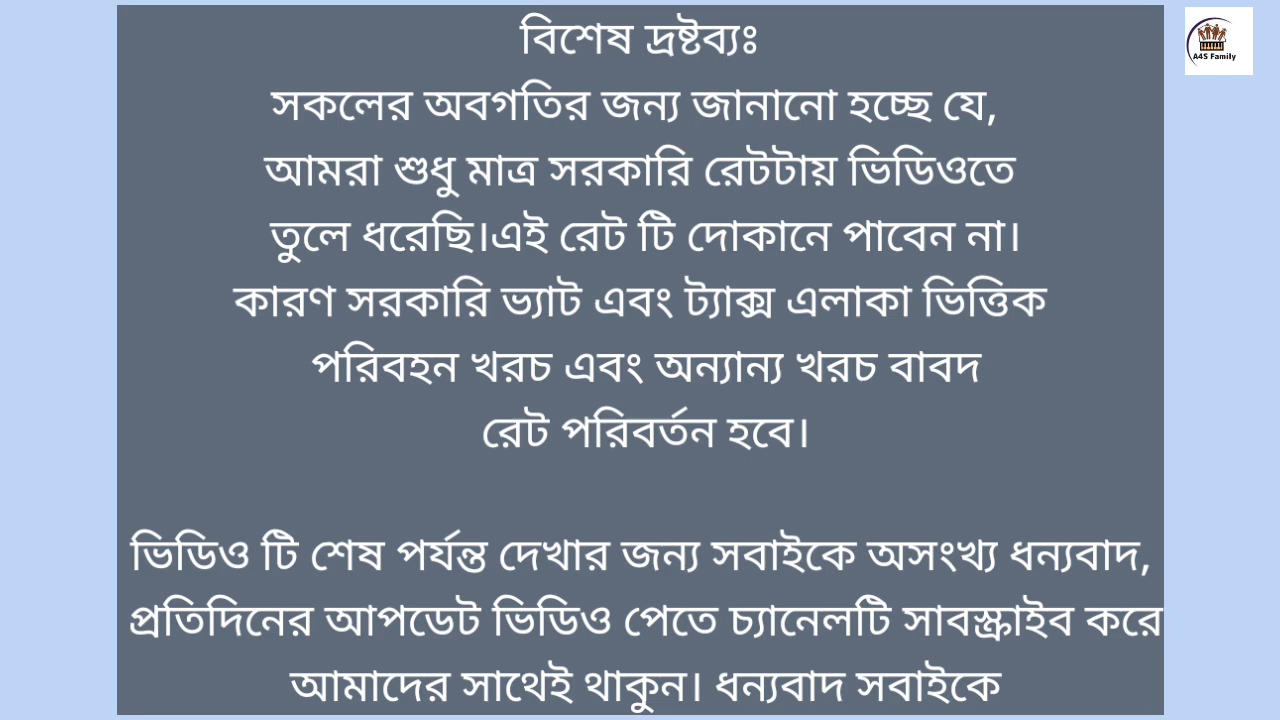 বিশেষ দ্রষ্টব্যঃ
A4S Family
সকলের অবগতির জন্য জানানো হচ্ছে যে,
আমরা শুধু মাত্র সরকারি রেটটায় ভিডিওতে
তুলে ধরেছি।এই রেট টি দোকানে পাবেন না।
কারণ সরকারি ভ্যাট এবং ট্যাক্স এলাকা ভিত্তিক
পরিবহন খরচ এবং অন্যান্য খরচ বাবদ
রেট পরিবর্তন হবে।
ভিডিও টি শেষ পর্যন্ত দেখার জন্য সবাইকে অসংখ্য ধন্যবাদ,
প্রতিদিনের আপডেট ভিডিও পেতে চ্যানেলটি সাবস্ক্রাইব করে
আমাদের সাথেই থাকুন। ধন্যবাদ সবাইকে